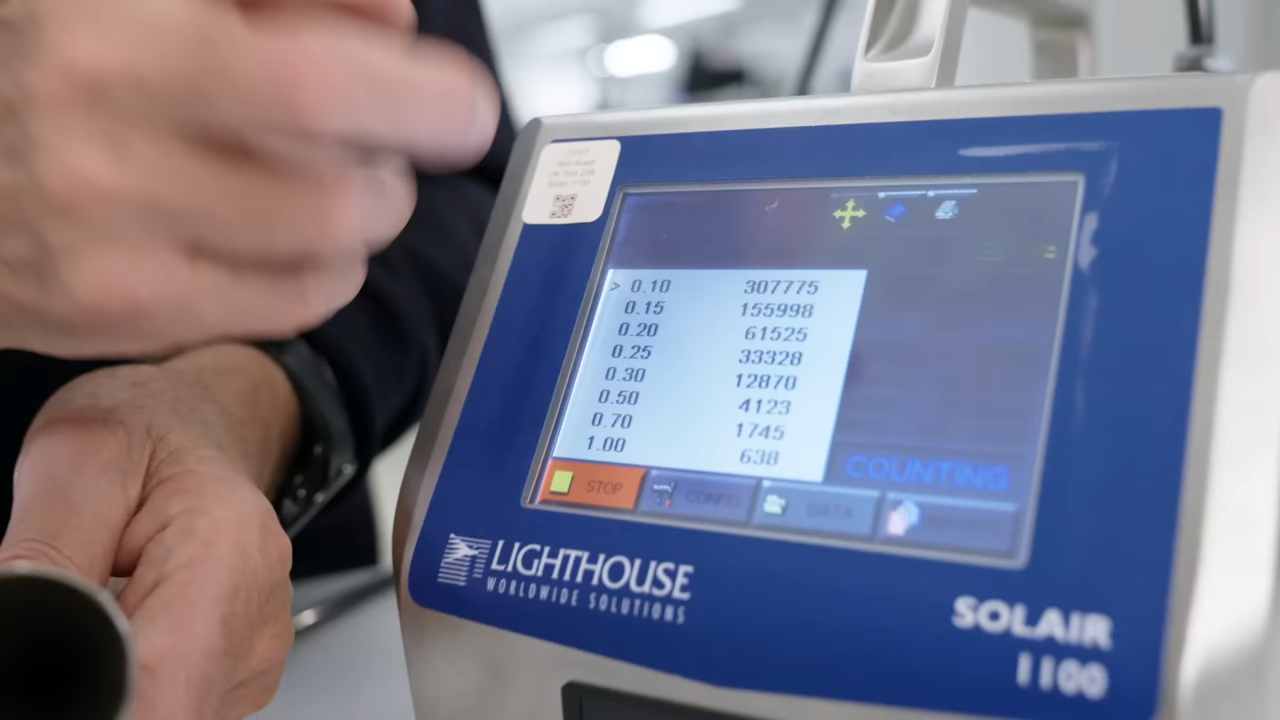 > 0.10 307775
0.15 155998
0.20 61525
0.25 33328
0.30 12870
0.50 4123
0.70 1745
1.00 638
COUNTING
STOP
CONFIG
DATA
LIGHTHOUSE
WORLDWIDE SOLUTIONS
SOLAIR
1100